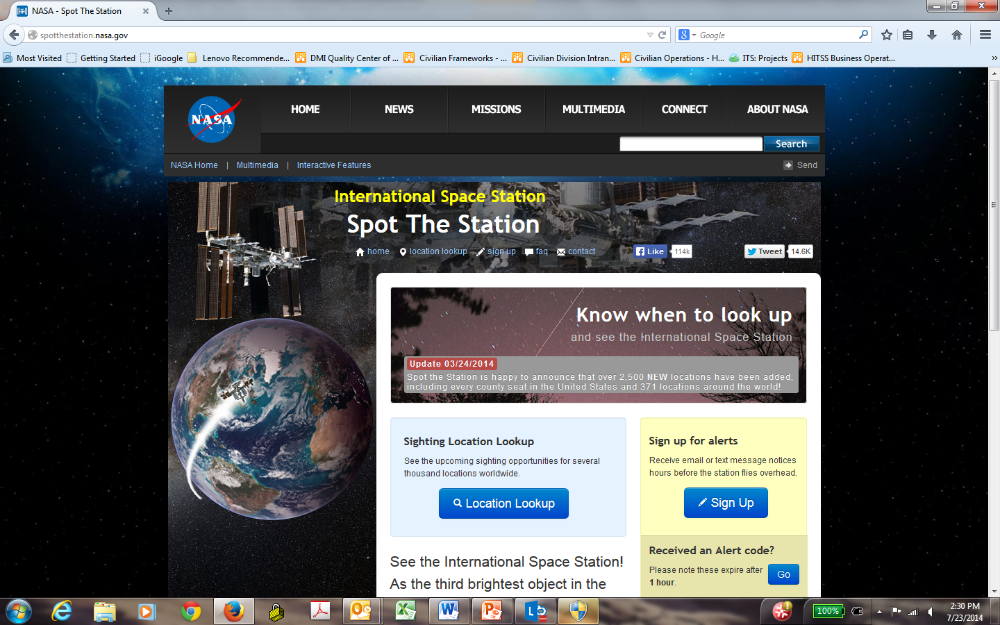 NASA - Spot The Station
spotthestation.nasa.gov
Google
Most Visited
Getting Started
iGoogle
Lenovo Recommende...
DMI Quality Center of ...
Civilian Frameworks - ...
Civilian Division Intran...
Civilian Operations - H...
ITS: Projects
HITSS Business Operat...
NASA
HOME
NEWS
MISSIONS
MULTIMEDIA
CONNECT
ABOUT NASA
Search
NASA Home | Multimedia | Interactive Features
Send
International Space Station
Spot The Station
home
location lookup
sign up
faq
contact
Like
114k
Tweet
14.6K
Know when to look up
and see the International Space Station
Update 03/24/2014
Spot the Station is happy to announce that over 2,500 NEW locations have been added,
including every county seat in the United States and 371 locations around the world!
Sighting Location Lookup
See the upcoming sighting opportunities for several
thousand locations worldwide.
Location Lookup
Sign up for alerts
Receive email or text message notices
hours before the station flies overhead.
Sign Up
Received an Alert code?
Please note these expire after
1 hour.
Go
See the International Space Station!
As the third brightest object in the
100%
2:30 PM
7/23/2014